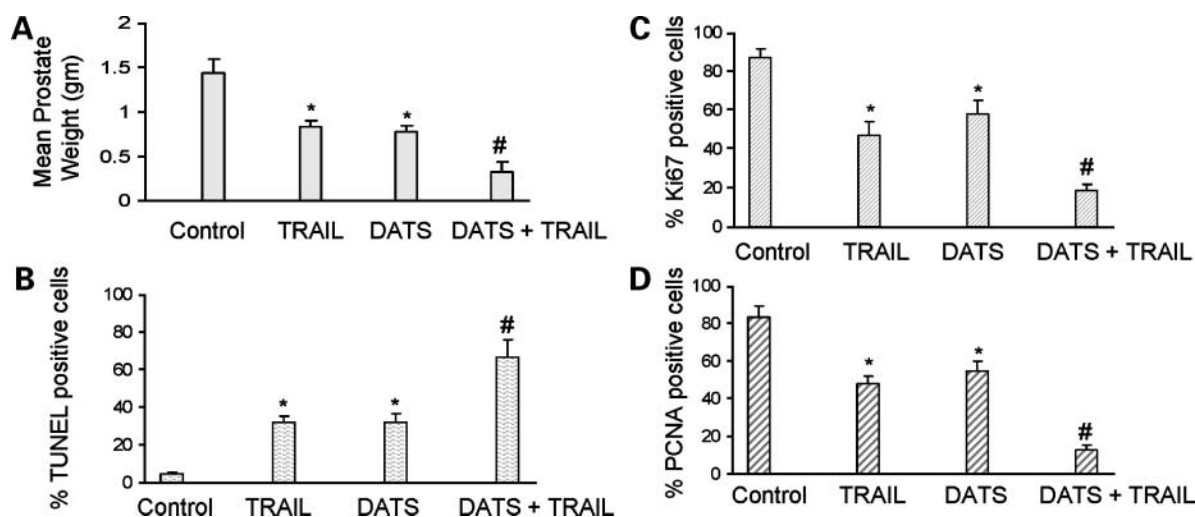 A
Mean Prostate
Weight (gm)
2
1.5
1
0.5
0
*
*
#
Control TRAIL DATS DATS + TRAIL
B
% TUNEL positive cells
100
80
60
40
20
0
*
*
#
Control TRAIL DATS DATS + TRAIL
C
% Ki67 positive cells
100
80
60
40
20
0
*
*
#
Control TRAIL DATS DATS + TRAIL
D
% PCNA positive cells
100
80
60
40
20
0
*
*
#
Control TRAIL DATS DATS + TRAIL